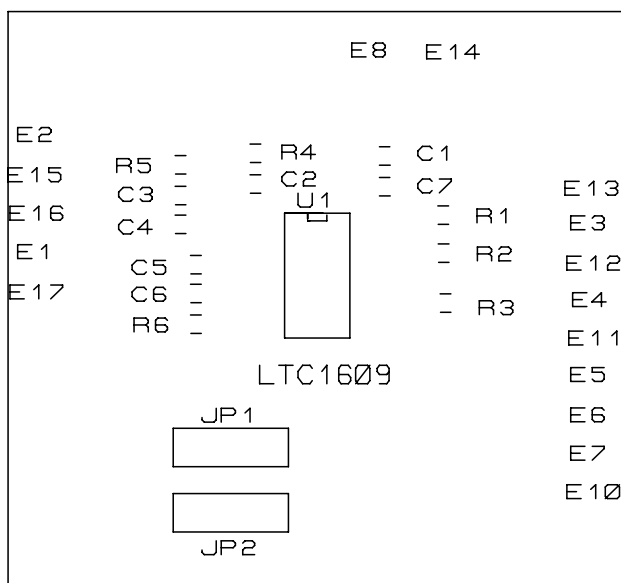 E8 E14
E2
R4 C1
R5
E15
C2 C7
C3 U1 E13
E16 R1
C4 E3
E1 R2
C5 E12
E17 C6
R3 E4
R6
E11
LTC1609 E5
JP1 E6
E7
E10
JP2